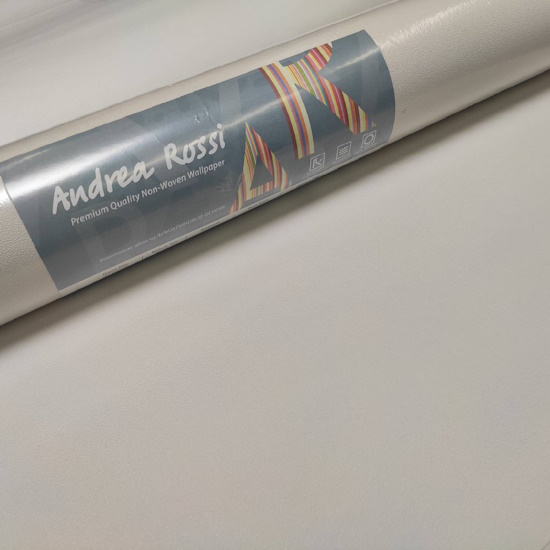 Andrea Rossi
Premium Quality Non-Woven Wallpaper